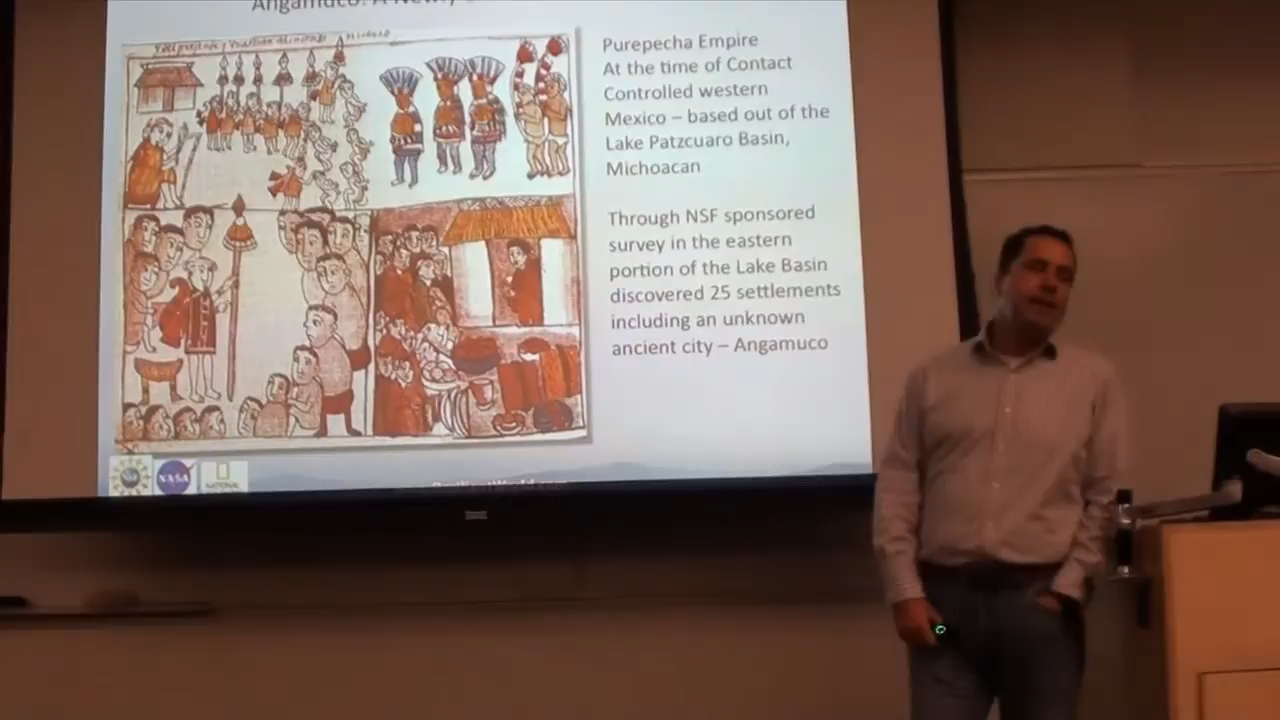 Angamuco: A Newly
Purepecha Empire
At the time of Contact
Controlled western
Mexico – based out of the
Lake Patzcuaro Basin,
Michoacan
Through NSF sponsored
survey in the eastern
portion of the Lake Basin
discovered 25 settlements
including an unknown
ancient city – Angamuco
NASA
NATIONAL